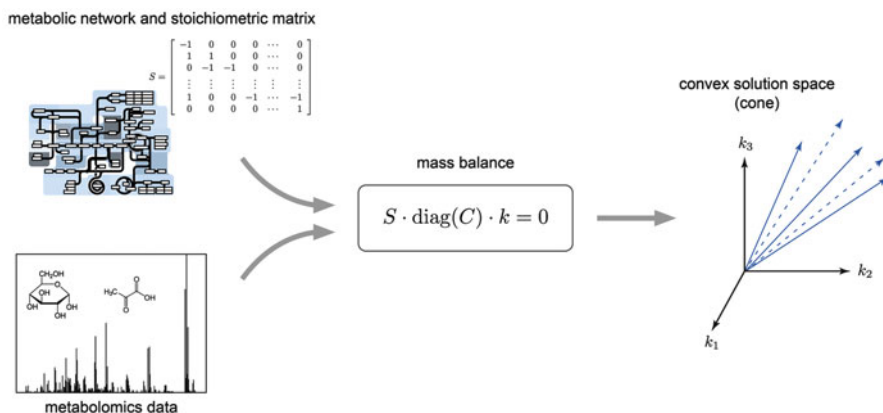 metabolic network and stoichiometric matrix
S =
−1 0 0 0 ⋯ 0
1 1 0 0 ⋯ 0
0 −1 −1 0 ⋯ 0
⋮ ⋮ ⋮ ⋮ ⋯ ⋮
1 0 0 −1 ⋯ −1
0 0 0 0 ⋯ 1
mass balance
S · diag(C) · k = 0
convex solution space
(cone)
k₃
k₂
k₁
CH₂OH
O
OH
HO
OH
OH
O
H₃C
OH
O
metabolomics data